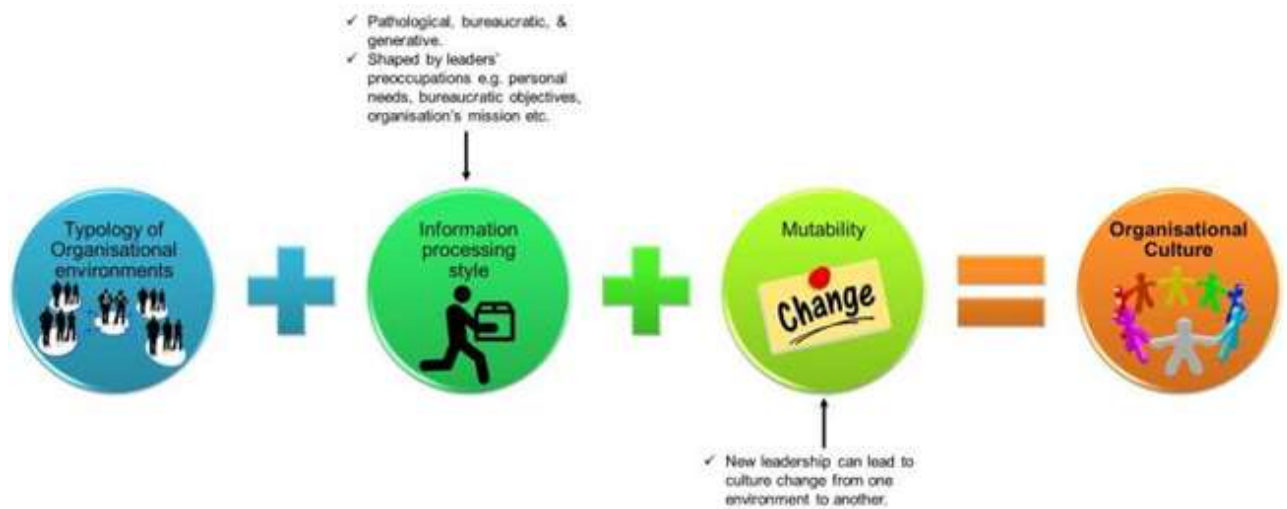 ✓ Pathological, bureaucratic, &
generative.
✓ Shaped by leaders'
preoccupations e.g. personal
needs, bureaucratic objectives,
organisation's mission etc.
Typology of
Organisational
environments
Information
processing
style
Mutability
Change
Organisational
Culture
✓ New leadership can lead to
culture change from one
environment to another.